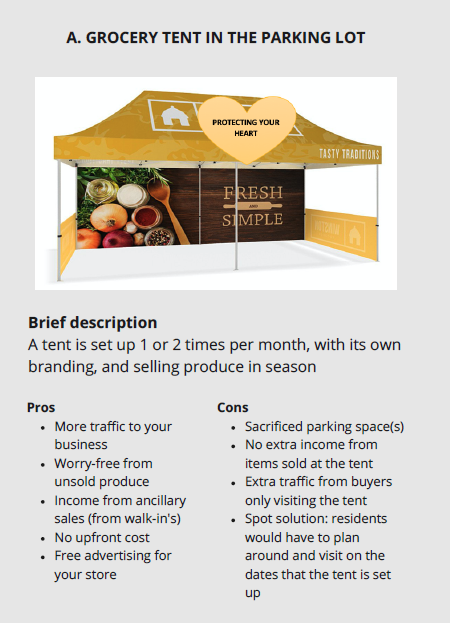 A. GROCERY TENT IN THE PARKING LOT
PROTECTING YOUR
HEART
TASTY TRADITIONS
FRESH
AND
SIMPLE
Brief description
A tent is set up 1 or 2 times per month, with its own
branding, and selling produce in season
Pros
• More traffic to your
business
• Worry-free from
unsold produce
• Income from ancillary
sales (from walk-in's)
• No upfront cost
• Free advertising for
your store
Cons
• Sacrificed parking space(s)
• No extra income from
items sold at the tent
• Extra traffic from buyers
only visiting the tent
• Spot solution: residents
would have to plan
around and visit on the
dates that the tent is set
up